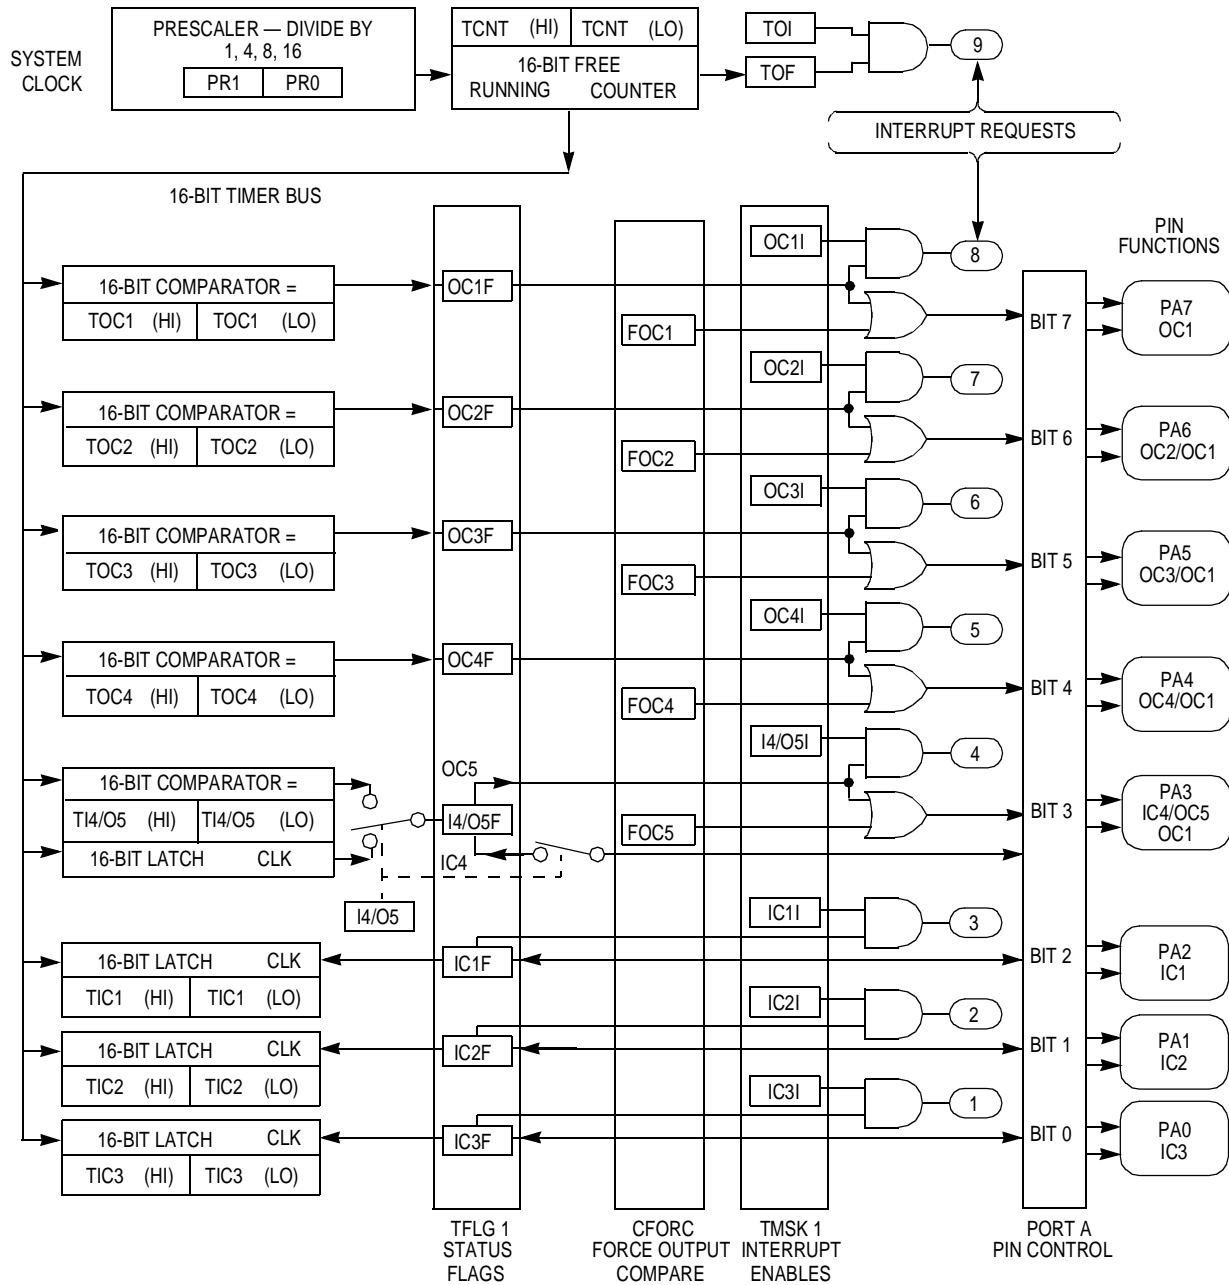 SYSTEM
CLOCK
PRESCALER — DIVIDE BY
1, 4, 8, 16
PR1 PR0
TCNT (HI) TCNT (LO)
16-BIT FREE
RUNNING COUNTER
TOI
TOF
9
INTERRUPT REQUESTS
16-BIT TIMER BUS
PIN
FUNCTIONS
OC1I
8
16-BIT COMPARATOR =
TOC1 (HI) TOC1 (LO)
OC1F
FOC1
BIT 7
PA7
OC1
OC2I
7
16-BIT COMPARATOR =
TOC2 (HI) TOC2 (LO)
OC2F
FOC2
BIT 6
PA6
OC2/OC1
OC3I
6
16-BIT COMPARATOR =
TOC3 (HI) TOC3 (LO)
OC3F
FOC3
BIT 5
PA5
OC3/OC1
OC4I
5
16-BIT COMPARATOR =
TOC4 (HI) TOC4 (LO)
OC4F
FOC4
BIT 4
PA4
OC4/OC1
I4/O5I
4
16-BIT COMPARATOR =
TI4/O5 (HI) TI4/O5 (LO)
16-BIT LATCH CLK
OC5
I4/O5F
IC4
FOC5
BIT 3
PA3
IC4/OC5
OC1
I4/O5
IC1I
3
16-BIT LATCH CLK
TIC1 (HI) TIC1 (LO)
IC1F
BIT 2
PA2
IC1
IC2I
2
16-BIT LATCH CLK
TIC2 (HI) TIC2 (LO)
IC2F
BIT 1
PA1
IC2
IC3I
1
16-BIT LATCH CLK
TIC3 (HI) TIC3 (LO)
IC3F
BIT 0
PA0
IC3
TFLG 1
STATUS
FLAGS
CFORC
FORCE OUTPUT
COMPARE
TMSK 1
INTERRUPT
ENABLES
PORT A
PIN CONTROL